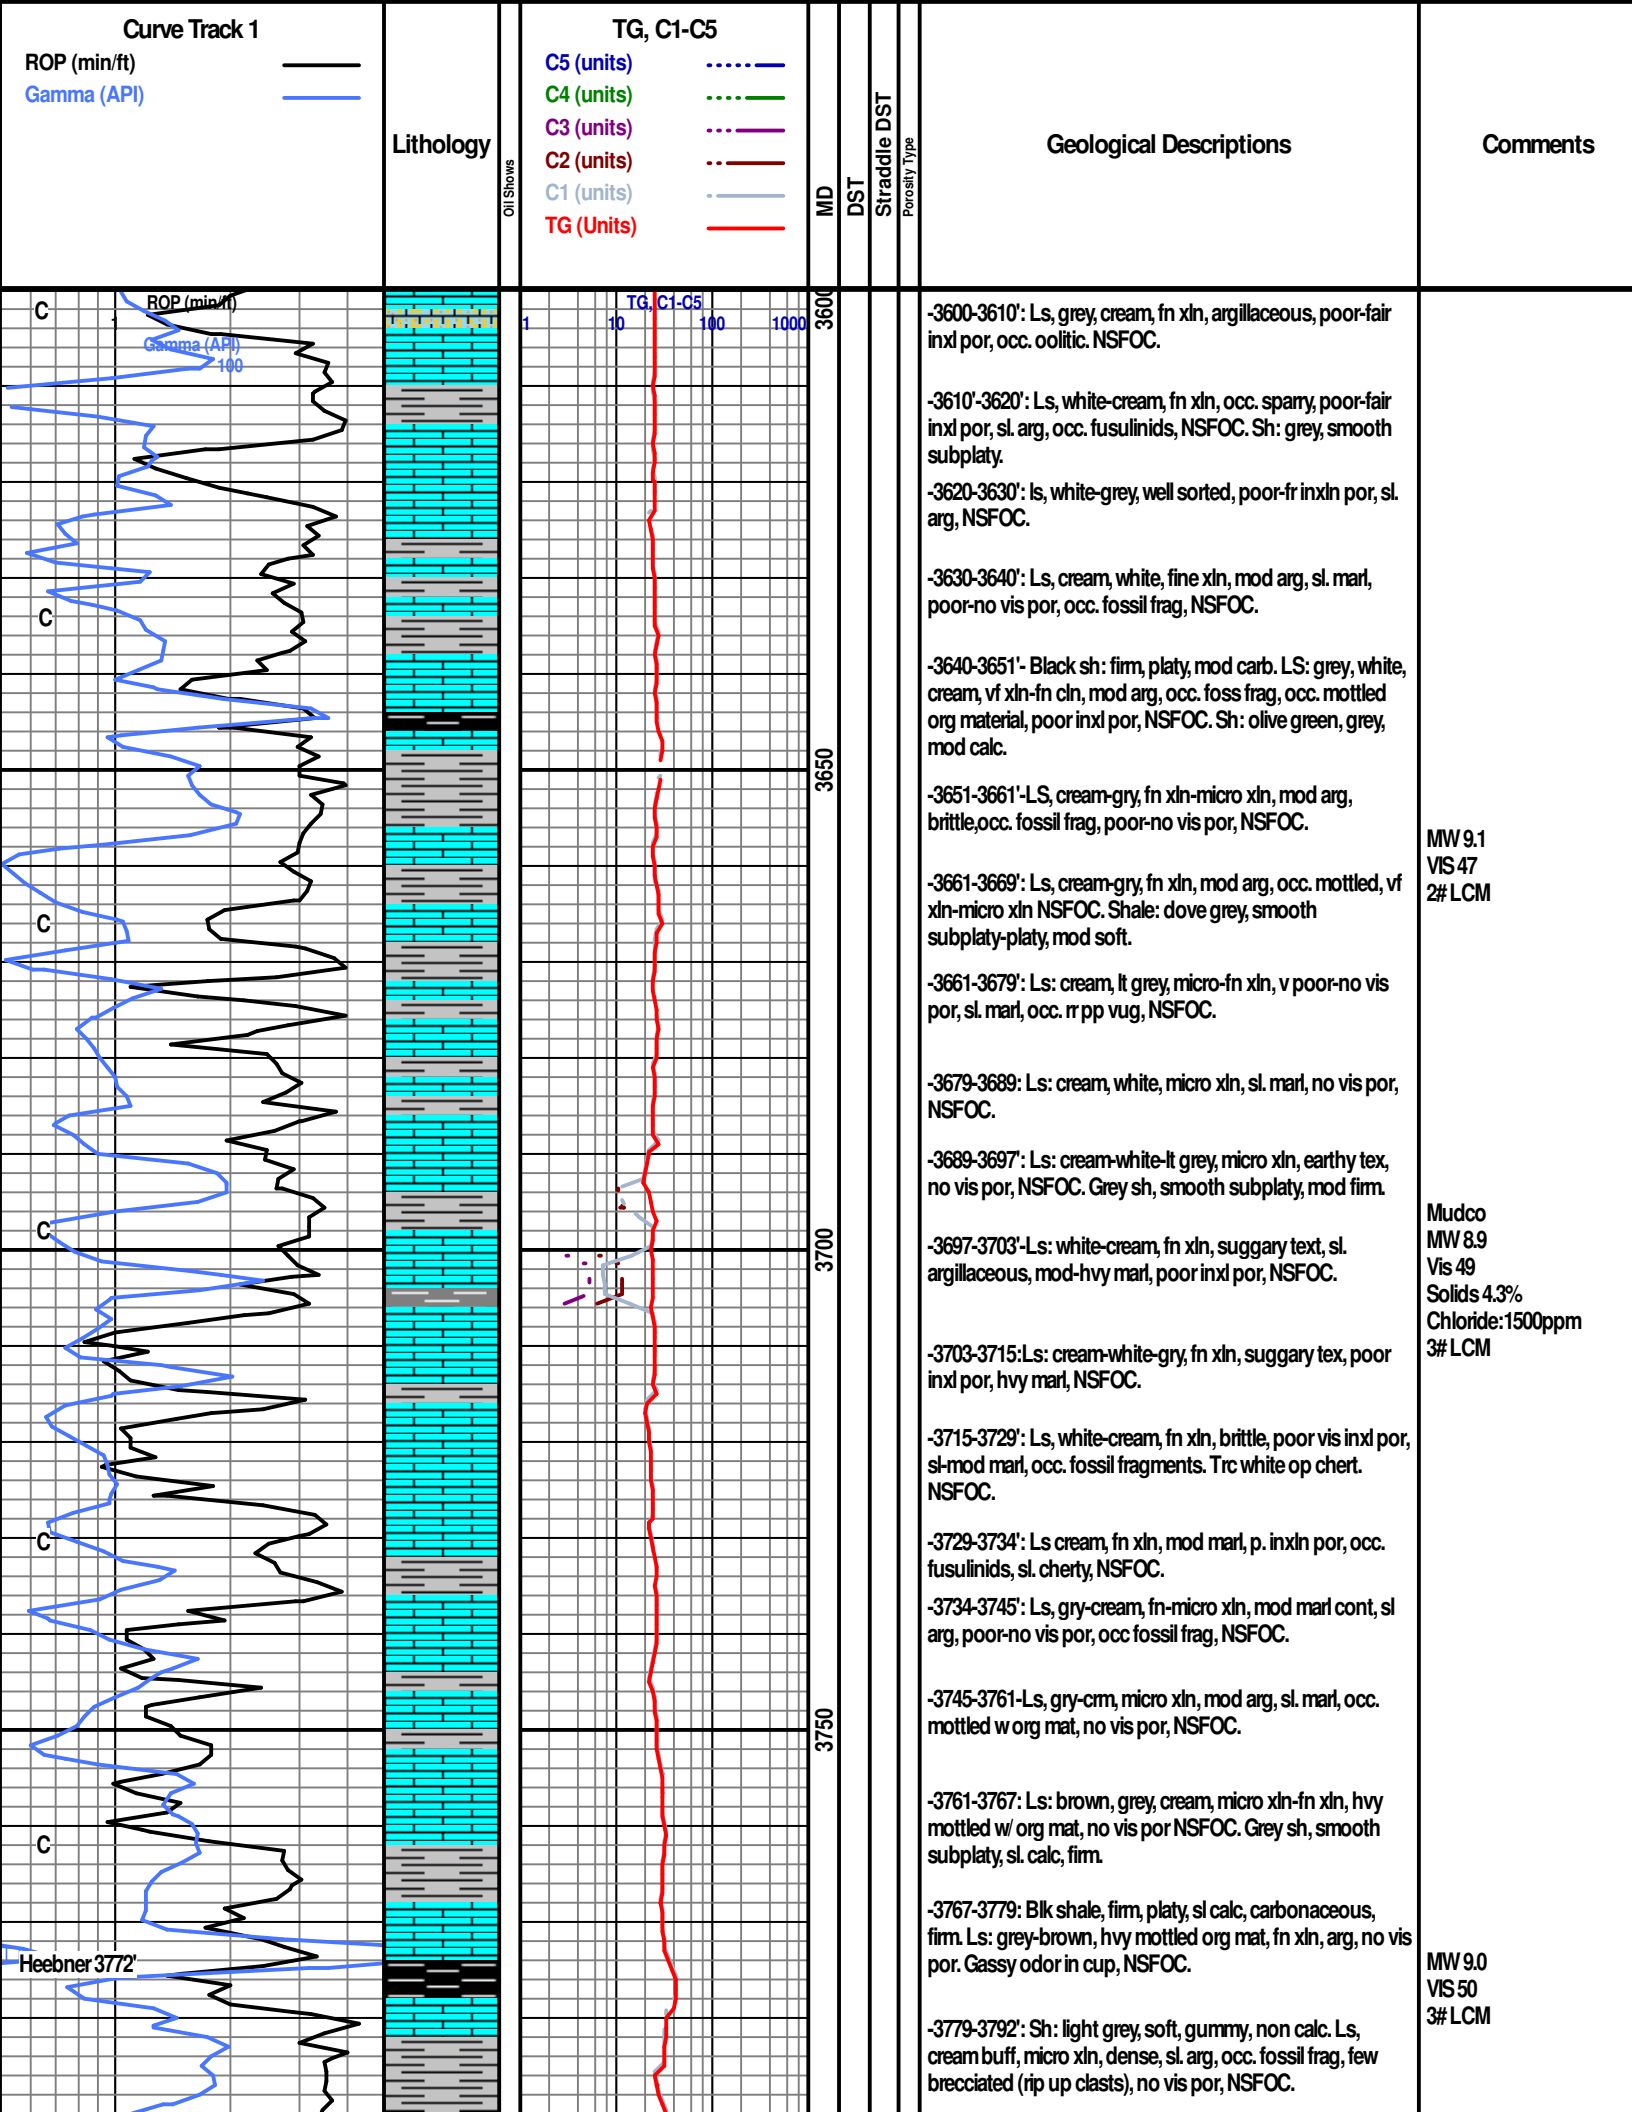 Curve Track 1
ROP (min/ft)
Gamma (API)
Lithology
Oil Shows
TG, C1-C5
C5 (units)
C4 (units)
C3 (units)
C2 (units)
C1 (units)
TG (Units)
MD
DST
Straddle DST
Porosity Type
Geological Descriptions
Comments
C
ROP (min/ft)
1
Gamma (API)
100
TG, C1-C5
1 10 100 1000
3600
-3600-3610': Ls, grey, cream, fn xln, argillaceous, poor-fair
inxl por, occ. oolitic. NSFOC.
-3610'-3620': Ls, white-cream, fn xln, occ. sparry, poor-fair
inxl por, sl. arg, occ. fusulinids, NSFOC. Sh: grey, smooth
subplaty.
-3620-3630': ls, white-grey, well sorted, poor-fr inxln por, sl.
arg, NSFOC.
-3630-3640': Ls, cream, white, fine xln, mod arg, sl. marl,
poor-no vis por, occ. fossil frag, NSFOC.
C
-3640-3651'- Black sh: firm, platy, mod carb. LS: grey, white,
cream, vf xln-fn cln, mod arg, occ. foss frag, occ. mottled
org material, poor inxl por, NSFOC. Sh: olive green, grey,
mod calc.
3650
-3651-3661'-LS, cream-gry, fn xln-micro xln, mod arg,
brittle,occ. fossil frag, poor-no vis por, NSFOC.
MW 9.1
VIS 47
2# LCM
-3661-3669': Ls, cream-gry, fn xln, mod arg, occ. mottled, vf
xln-micro xln NSFOC. Shale: dove grey, smooth
subplaty-platy, mod soft.
C
-3661-3679': Ls: cream, lt grey, micro-fn xln, v poor-no vis
por, sl. marl, occ. rr pp vug, NSFOC.
-3679-3689: Ls: cream, white, micro xln, sl. marl, no vis por,
NSFOC.
-3689-3697': Ls: cream-white-lt grey, micro xln, earthy tex,
no vis por, NSFOC. Grey sh, smooth subplaty, mod firm.
C
3700
-3697-3703'-Ls: white-cream, fn xln, suggary text, sl.
argillaceous, mod-hvy marl, poor inxl por, NSFOC.
Mudco
MW 8.9
Vis 49
Solids 4.3%
Chloride:1500ppm
3# LCM
-3703-3715:Ls: cream-white-gry, fn xln, suggary tex, poor
inxl por, hvy marl, NSFOC.
-3715-3729': Ls, white-cream, fn xln, brittle, poor vis inxl por,
sl-mod marl, occ. fossil fragments. Trc white op chert.
NSFOC.
C
-3729-3734': Ls cream, fn xln, mod marl, p. inxln por, occ.
fusulinids, sl. cherty, NSFOC.
-3734-3745': Ls, gry-cream, fn-micro xln, mod marl cont, sl
arg, poor-no vis por, occ fossil frag, NSFOC.
-3745-3761-Ls, gry-crm, micro xln, mod arg, sl. marl, occ.
mottled w org mat, no vis por, NSFOC.
3750
-3761-3767: Ls: brown, grey, cream, micro xln-fn xln, hvy
mottled w/ org mat, no vis por NSFOC. Grey sh, smooth
subplaty, sl. calc, firm.
C
-3767-3779: Blk shale, firm, platy, sl calc, carbonaceous,
firm. Ls: grey-brown, hvy mottled org mat, fn xln, arg, no vis
por. Gassy odor in cup, NSFOC.
Heebner 3772'
MW 9.0
VIS 50
3# LCM
-3779-3792': Sh: light grey, soft, gummy, non calc. Ls,
cream buff, micro xln, dense, sl. arg, occ. fossil frag, few
brecciated (rip up clasts), no vis por, NSFOC.